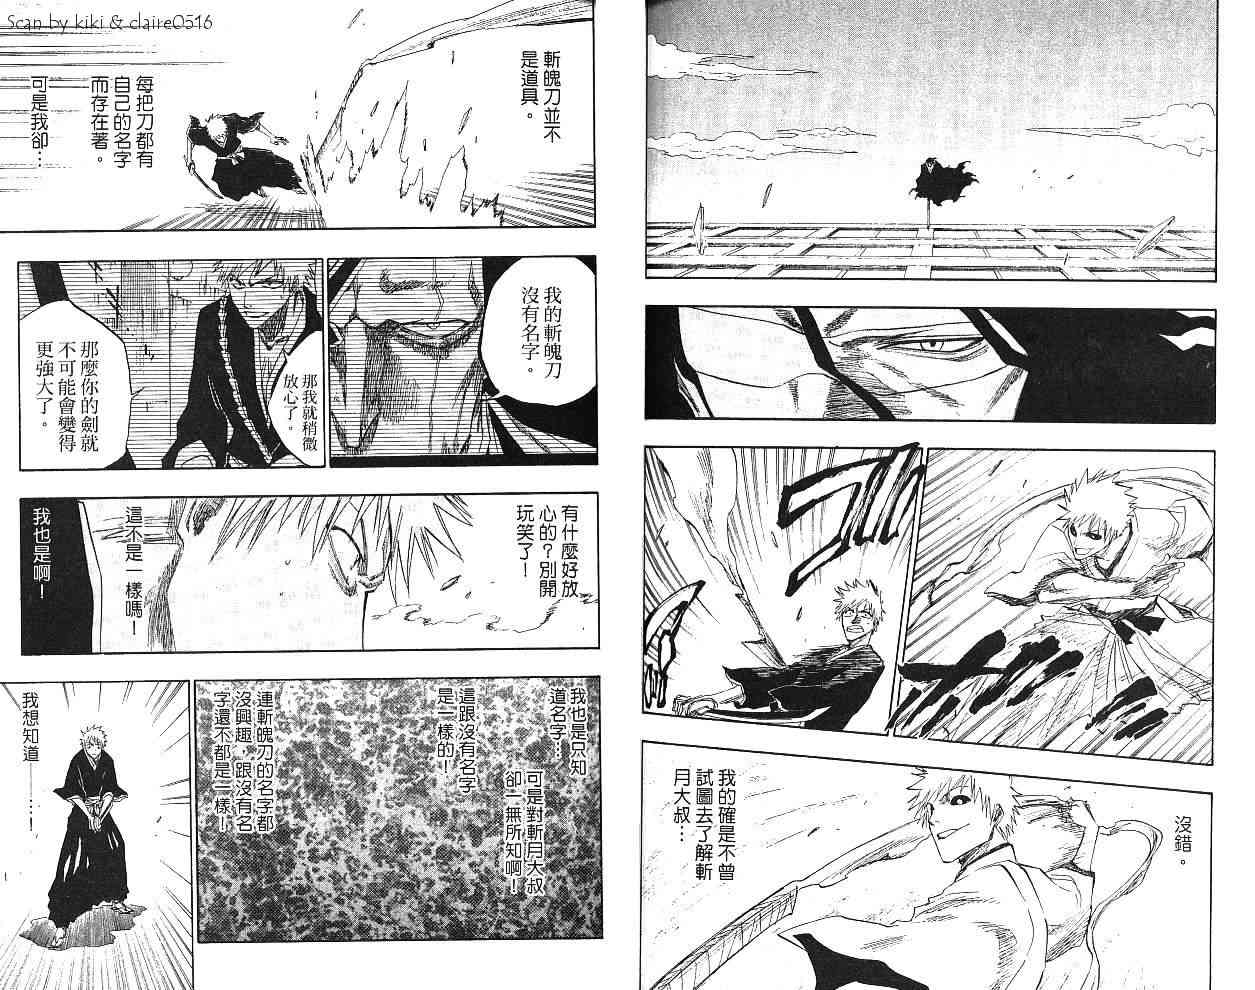 Scan by kiki & claire0516
沒錯。
我的確是不曾
試圖去了解斬
月大叔…
斬魄刀並不
是道具。
每把刀都有
自己的名字
而存在著。
可是我卻…
我的斬魄刀
沒有名字。
那我就稍微
放心了。
那麼你的劍就
不可能會變得
更強大了。
有什麼好放
心的？別開
玩笑了！
這不是一樣嗎！
我也是啊！
我也是只知
道名字…
可是對斬月大叔
卻一無所知啊！
這跟沒有名字
是一樣的！
連斬魄刀的名字都
沒興趣，跟沒有名
字還不都是一樣！
我想知道——……！